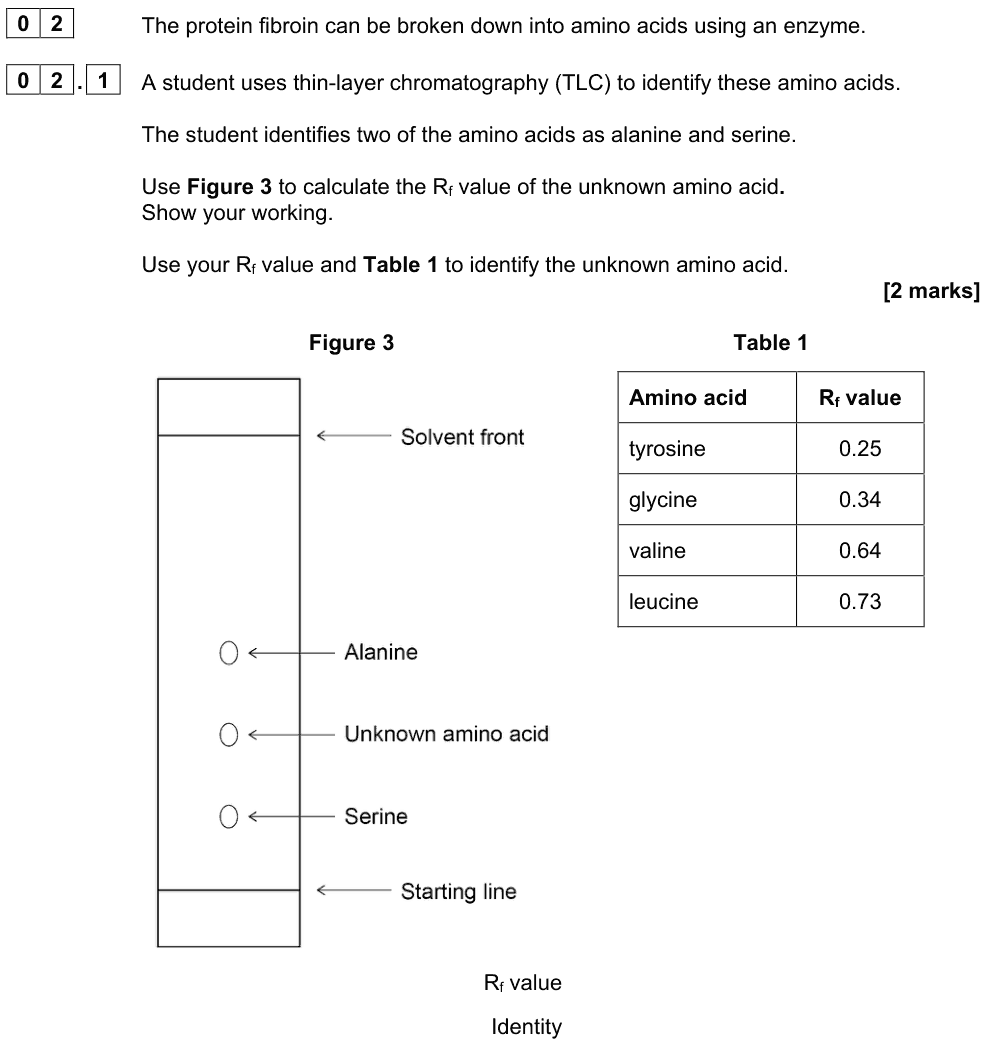 0 2 The protein fibroin can be broken down into amino acids using an enzyme.
0 2 . 1 A student uses thin-layer chromatography (TLC) to identify these amino acids.
The student identifies two of the amino acids as alanine and serine.
Use Figure 3 to calculate the Rf value of the unknown amino acid.
Show your working.
Use your Rf value and Table 1 to identify the unknown amino acid.
[2 marks]
Figure 3
Solvent front
Alanine
Unknown amino acid
Serine
Starting line
Table 1
Amino acid Rf value
tyrosine 0.25
glycine 0.34
valine 0.64
leucine 0.73
Rf value
Identity